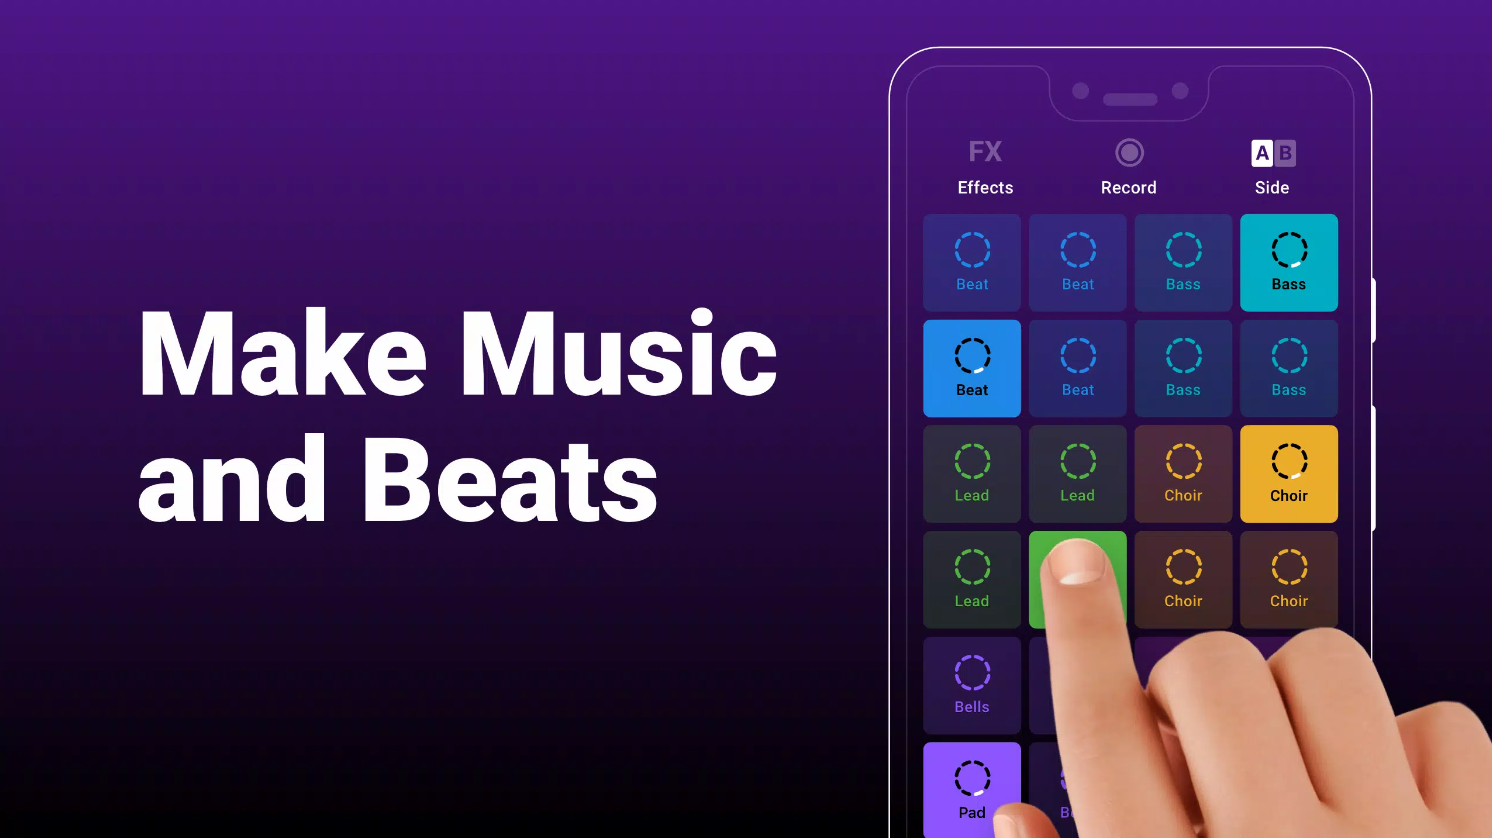 Make Music
and Beats
FX
Effects
Record
A B
Side
Beat Beat Bass Bass
Beat Beat Bass Bass
Lead Lead Choir Choir
Lead Choir Choir
Bells
Pad